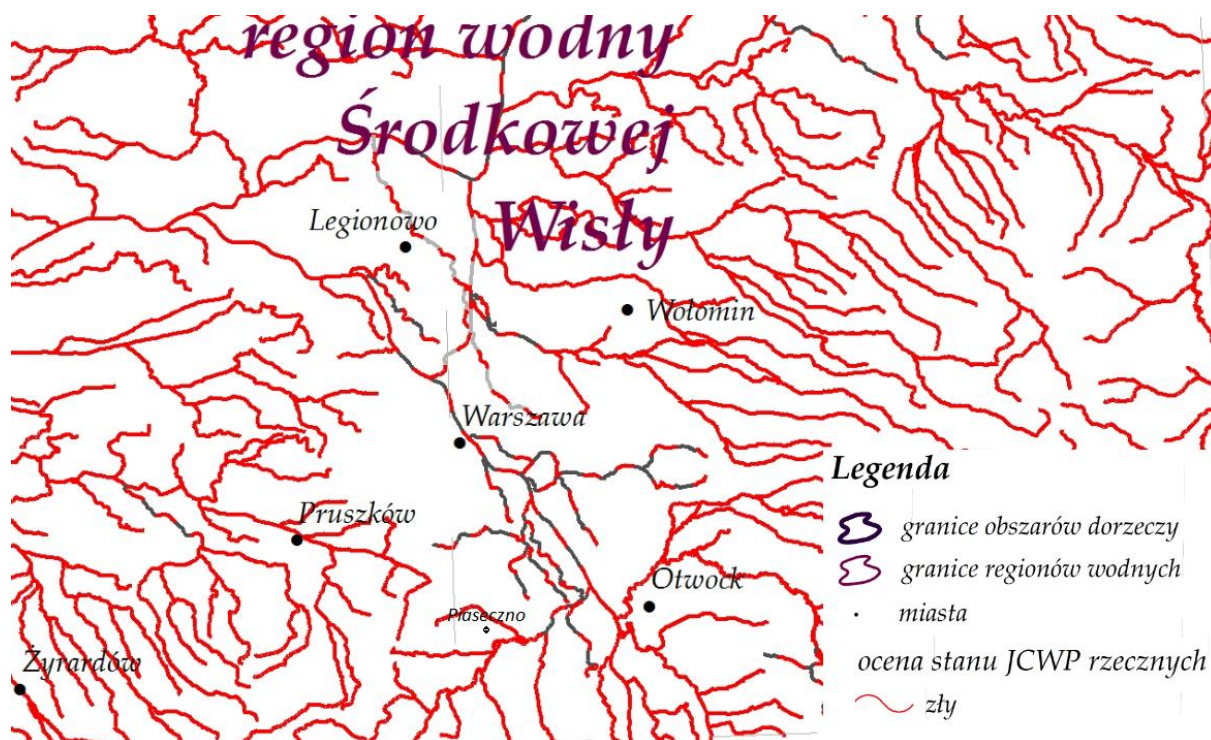 region wodny
Środkowej
Wisły
Legionowo
Wołomin
Warszawa
Pruszków
Otwock
Piaseczno
Żyrardów
Legenda
granice obszarów dorzeczy
granice regionów wodnych
miasta
ocena stanu JCWP rzecznych
zły